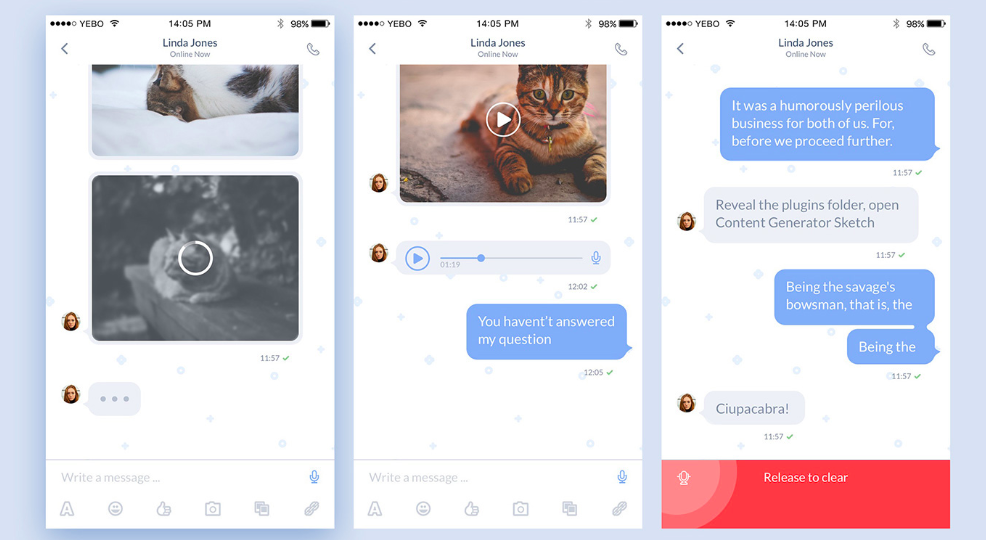 YEBO
14:05 PM
98%
Linda Jones
Online Now
11:57
Write a message ...
A
YEBO
14:05 PM
98%
Linda Jones
Online Now
11:57
01:19
12:02
You havent't answered
my question
12:05
Write a message ...
A
YEBO
14:05 PM
98%
Linda Jones
Online Now
It was a humorously perilous
business for both of us. For,
before we proceed further.
11:57
Reveal the plugins folder, open
Content Generator Sketch
11:57
Being the savage's
bowsman, that is, the
Being the
11:57
Ciupacabra!
11:57
Release to clear